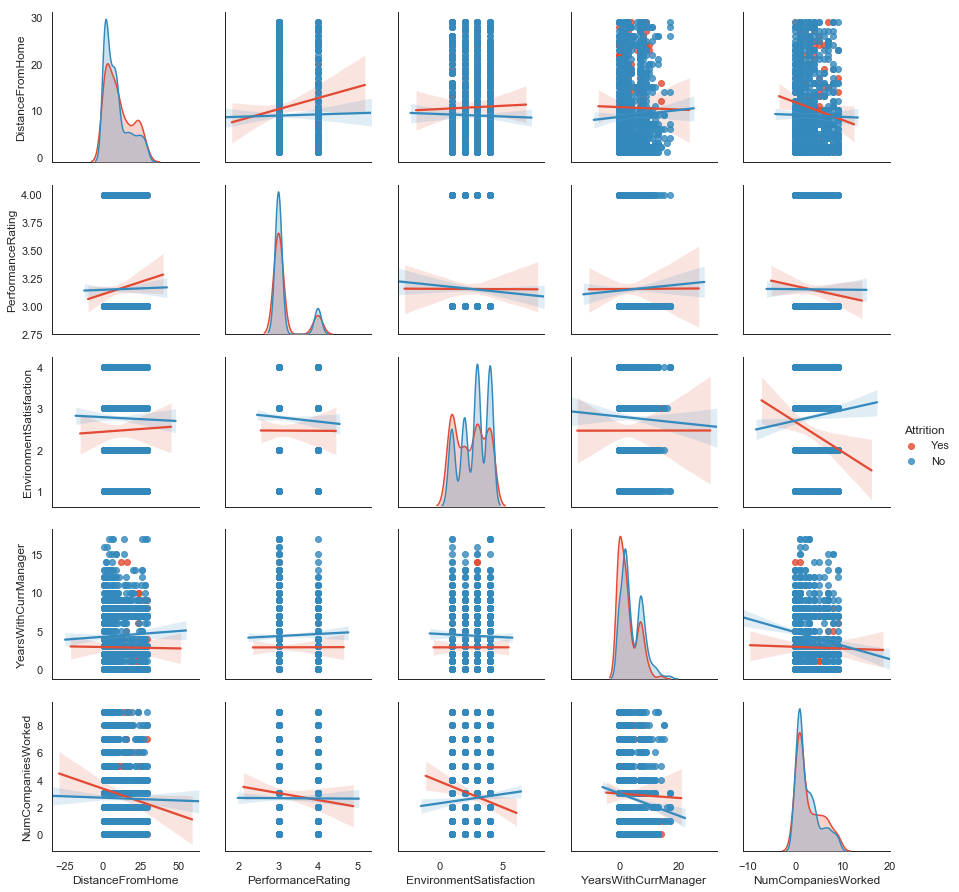 DistanceFromHome
30
20
10
0
PerformanceRating
4.00
3.75
3.50
3.25
3.00
2.75
EnvironmentSatisfaction
4
3
2
1
Attrition
Yes
No
YearsWithCurrManager
15
10
5
0
NumCompaniesWorked
8
6
4
2
0
−25 0 25 50
2 3 4 5
0 5
0 20
−10 0 10 20
DistanceFromHome
PerformanceRating
EnvironmentSatisfaction
YearsWithCurrManager
NumCompaniesWorked